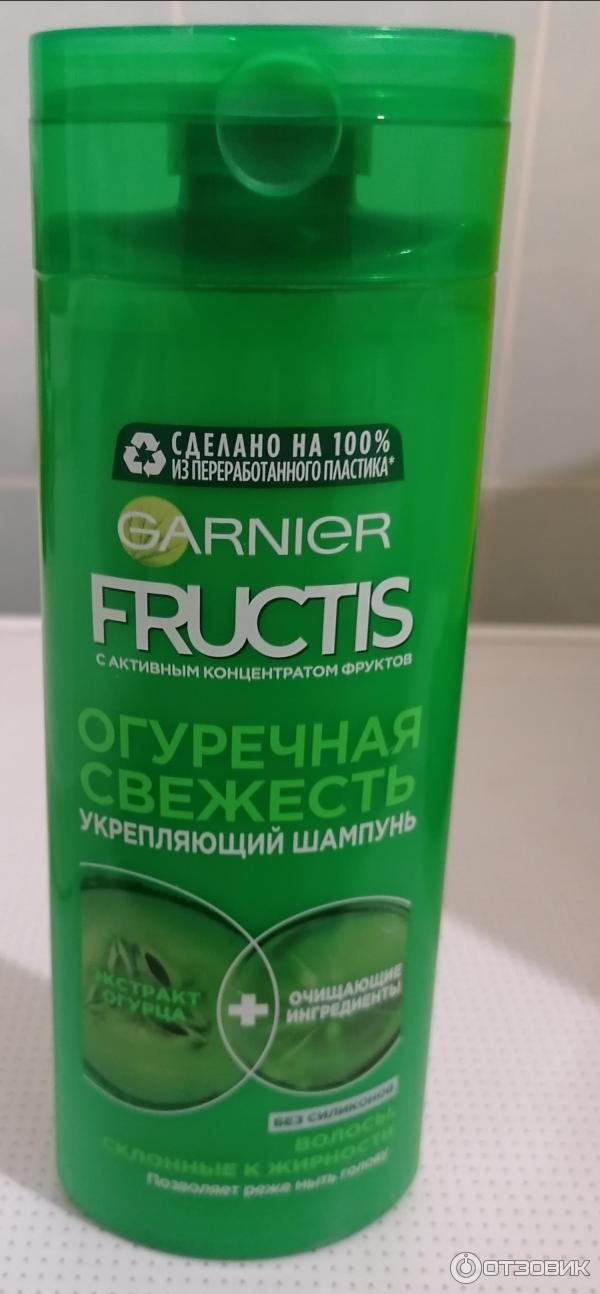 СДЕЛАНО НА 100%
ИЗ ПЕРЕРАБОТАННОГО ПЛАСТИКА*
GARNIER
FRUCTIS
С АКТИВНЫМ КОНЦЕНТРАТОМ ФРУКТОВ
ОГУРЕЧНАЯ
СВЕЖЕСТЬ
УКРЕПЛЯЮЩИЙ ШАМПУНЬ
ЭКСТРАКТ
ОГУРЦА
+
ОЧИЩАЮЩИЕ
ИНГРЕДИЕНТЫ
БЕЗ СИЛИКОНОВ
ВОЛОСЫ,
СКЛОННЫЕ К ЖИРНОСТИ
Позволяет реже мыть голову
ОТЗОВИК